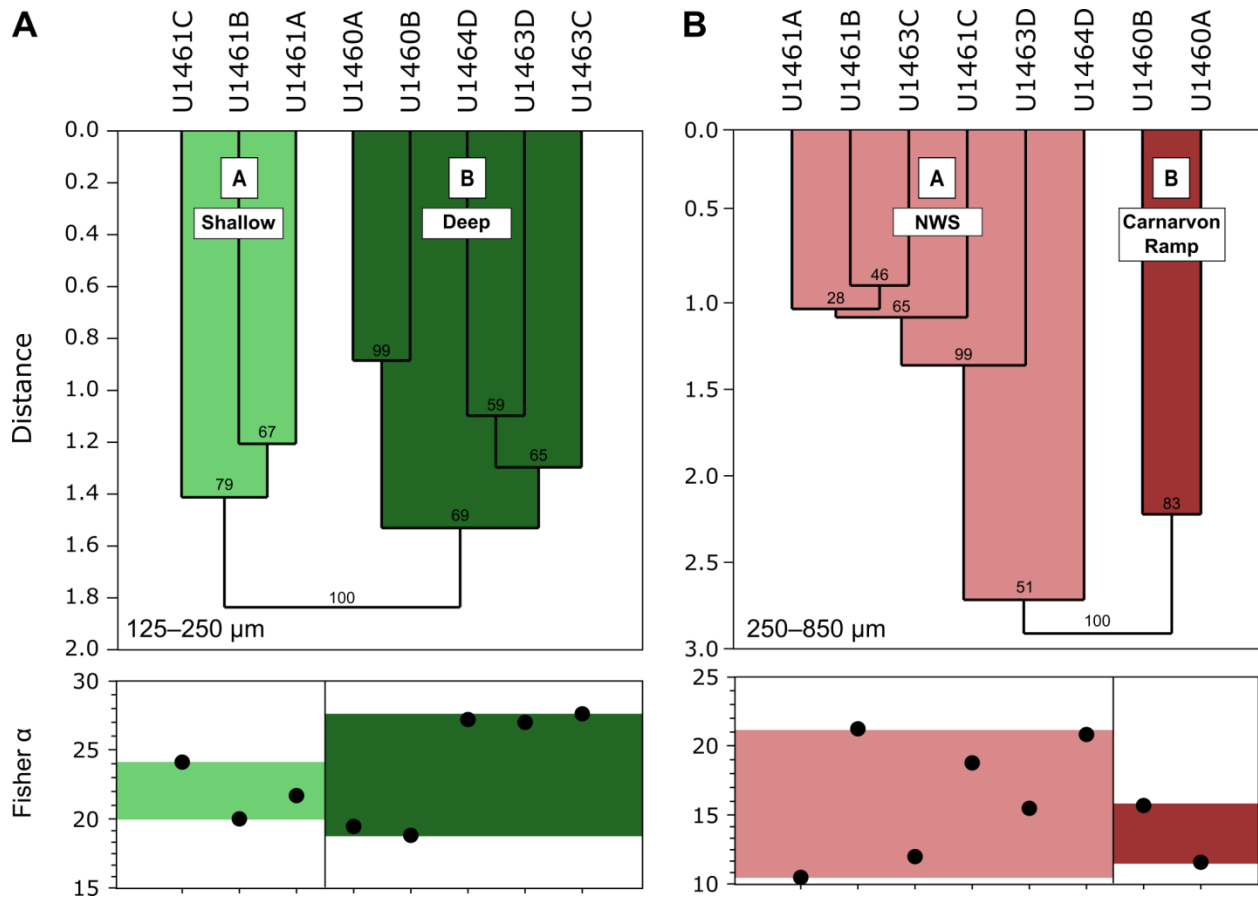 A
U1461C
U1461B
U1461A
U1460A
U1460B
U1464D
U1463D
U1463C
Distance
0.0
0.2
0.4
0.6
0.8
1.0
1.2
1.4
1.6
1.8
2.0
A
Shallow
B
Deep
99
59
67
65
79
69
100
125–250 µm
Fisher α
30
25
20
15
B
U1461A
U1461B
U1463C
U1461C
U1463D
U1464D
U1460B
U1460A
0.0
0.5
1.0
1.5
2.0
2.5
3.0
A
NWS
B
Carnarvon
Ramp
46
28
65
99
83
51
100
250–850 µm
25
20
15
10